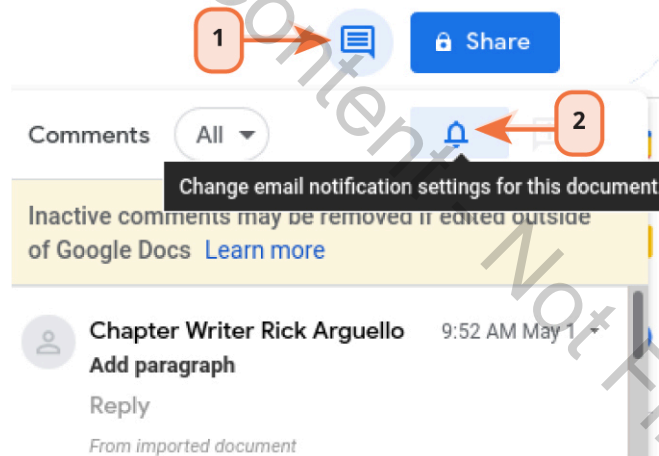 1
Share
Comments
All
2
Change email notification settings for this document
Inactive comments may be removed if edited outside
of Google Docs Learn more
Chapter Writer Rick Arguello 9:52 AM May 1
Add paragraph
Reply
From imported document
Content - Not F